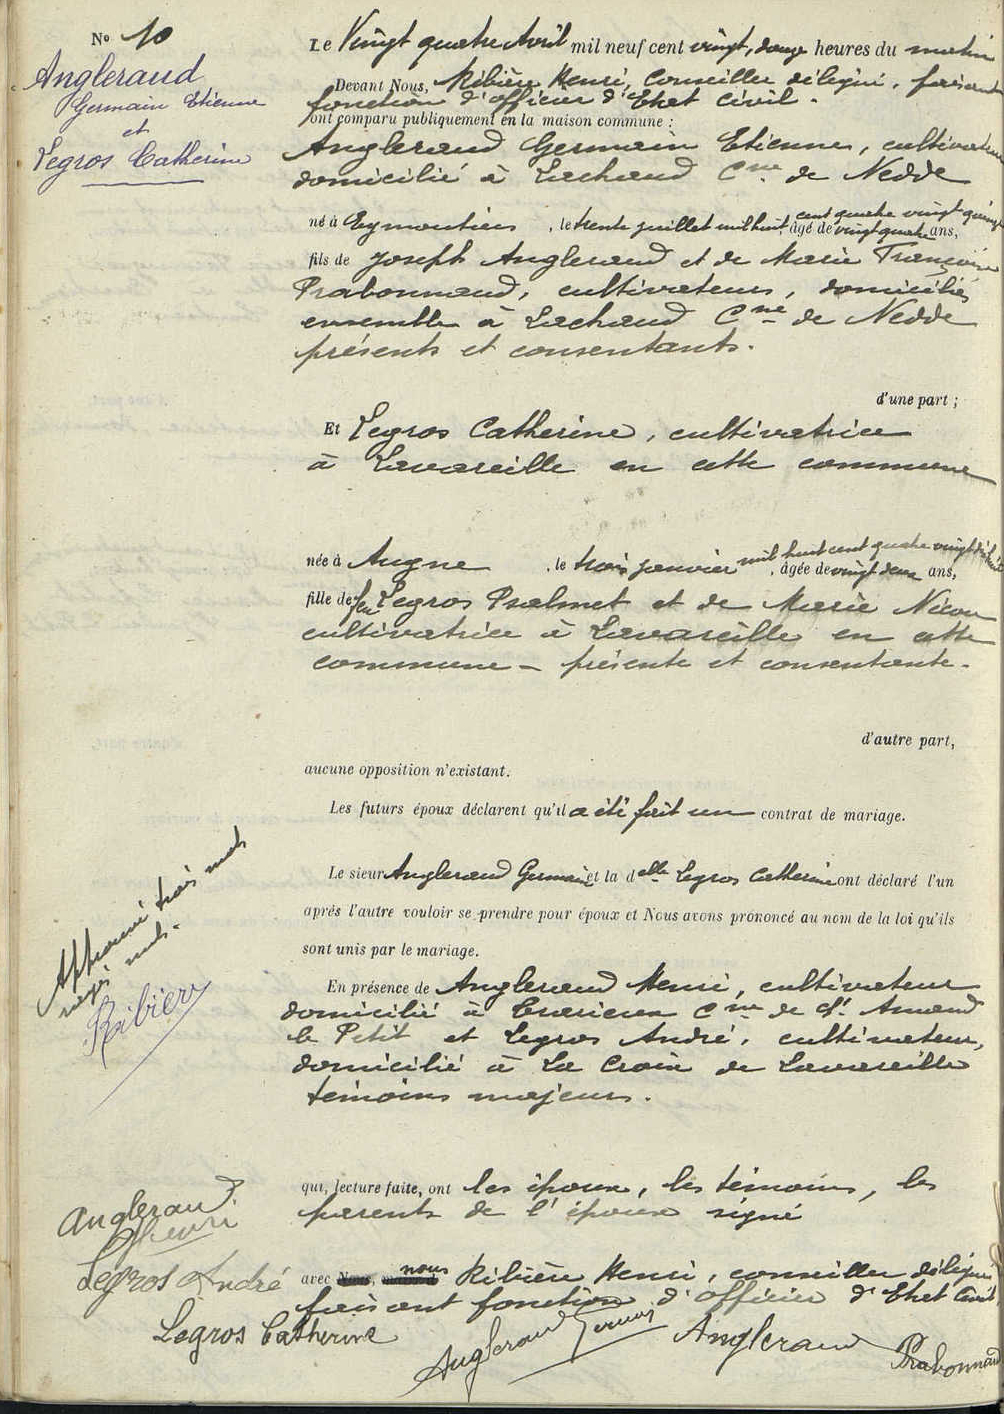 N° 10
Angleraud
Germain Etienne
et
Legros Catherine
Le Vingt quatre Avril mil neuf cent vingt, douze heures du matin
Devant Nous, Ribière Henri, Conseiller délégué, faisant
fonction d'officier d'Etat Civil.
ont comparu publiquement en la maison commune :
Angleraud Germain Etienne, cultivateur
domicilié à Lachaud Cne de Nedde
né à Eymoutiers, le trente juillet mil huit cent quatre vingt quinze, âgé de vingt quatre ans,
fils de Joseph Angleraud et de Marie Françoise
Prabonnaud, cultivateurs, domiciliés
ensemble à Lachaud Cne de Nedde
présents et consentants.
d'une part ;
Et Legros Catherine, cultivatrice
à Lavareille en cette commune
née à Augne, le trois janvier mil huit cent quatre vingt dix huit, âgée de vingt deux ans,
fille de feu Legros Psalmet et de Marie Nicou
cultivatrice à Lavareille en cette
commune - présente et consentante.
d'autre part,
aucune opposition n'existant.
Les futurs époux déclarent qu'il a été fait un contrat de mariage.
Le sieur Angleraud Germain et la delle Legros Catherine ont déclaré l'un
après l'autre vouloir se prendre pour époux et Nous avons prononcé au nom de la loi qu'ils
sont unis par le mariage.
Approuvé trois mots
rayés nuls.
Ribière
En présence de Angleraud Henri, cultivateur
domicilié à Cne de St Amand
le Petit et Legros André, cultivateur,
domicilié à La Croix de Lavareille
témoins majeurs.
qui, lecture faite, ont les époux, les témoins, les
parents de l'époux signé
avec nous Ribière Henri, conseiller délégué
faisant fonction d'officier d'Etat Civil
Angleraud
Henri
Legros André
Legros Catherine
Angleraud Germain
Angleraud
Prabonnaud